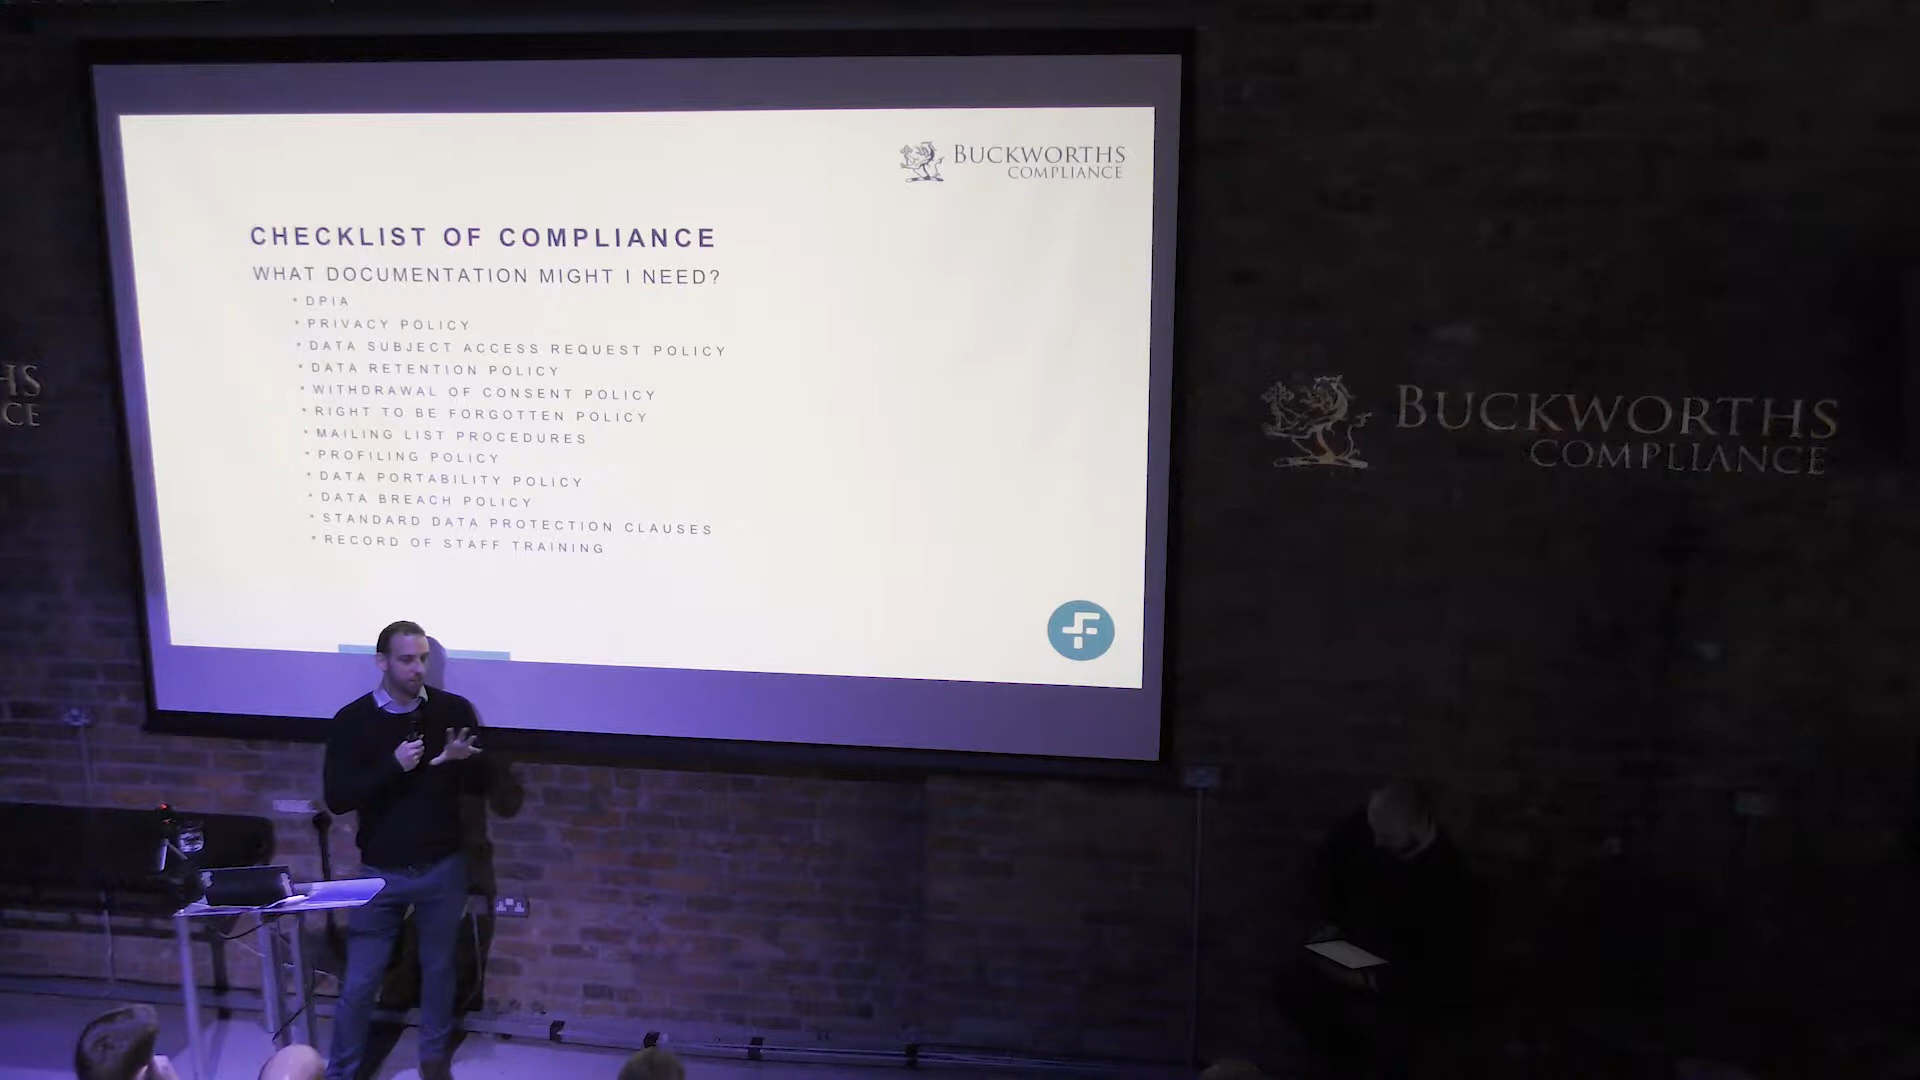 BUCKWORTHS
COMPLIANCE
CHECKLIST OF COMPLIANCE
WHAT DOCUMENTATION MIGHT I NEED?
• DPIA
• PRIVACY POLICY
• DATA SUBJECT ACCESS REQUEST POLICY
• DATA RETENTION POLICY
• WITHDRAWAL OF CONSENT POLICY
• RIGHT TO BE FORGOTTEN POLICY
• MAILING LIST PROCEDURES
• PROFILING POLICY
• DATA PORTABILITY POLICY
• DATA BREACH POLICY
• STANDARD DATA PROTECTION CLAUSES
• RECORD OF STAFF TRAINING
HS
CE
BUCKWORTHS
COMPLIANCE